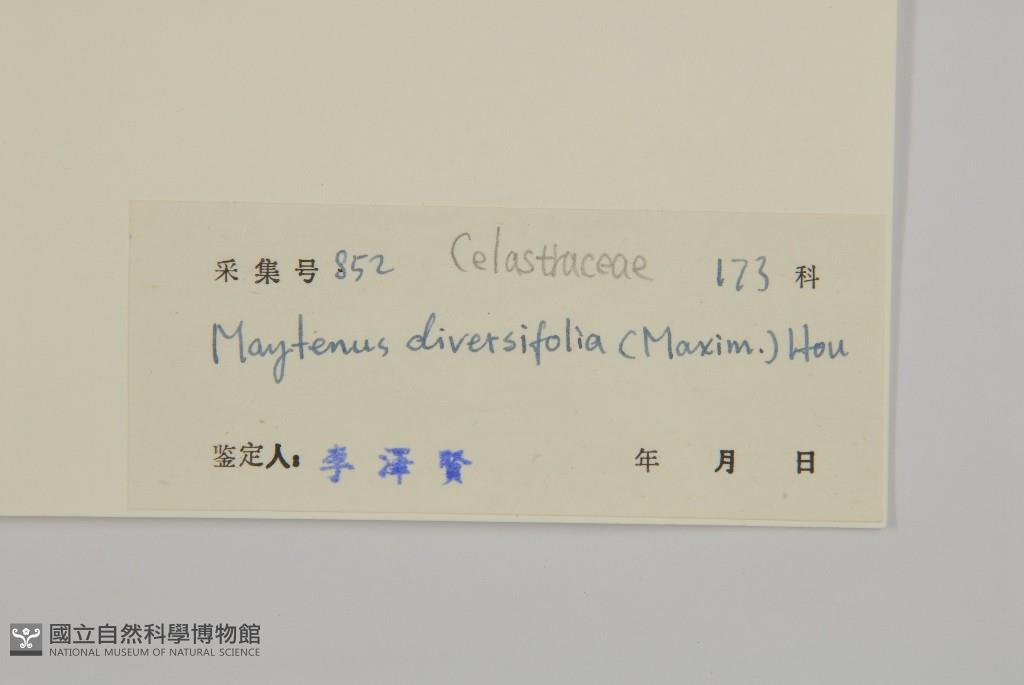 采集号 852 Celastraceae 173 科
Maytenus diversifolia (Maxim.) Hou
鉴定人: 李澤賢 年 月 日
國立自然科學博物館
NATIONAL MUSEUM OF NATURAL SCIENCE